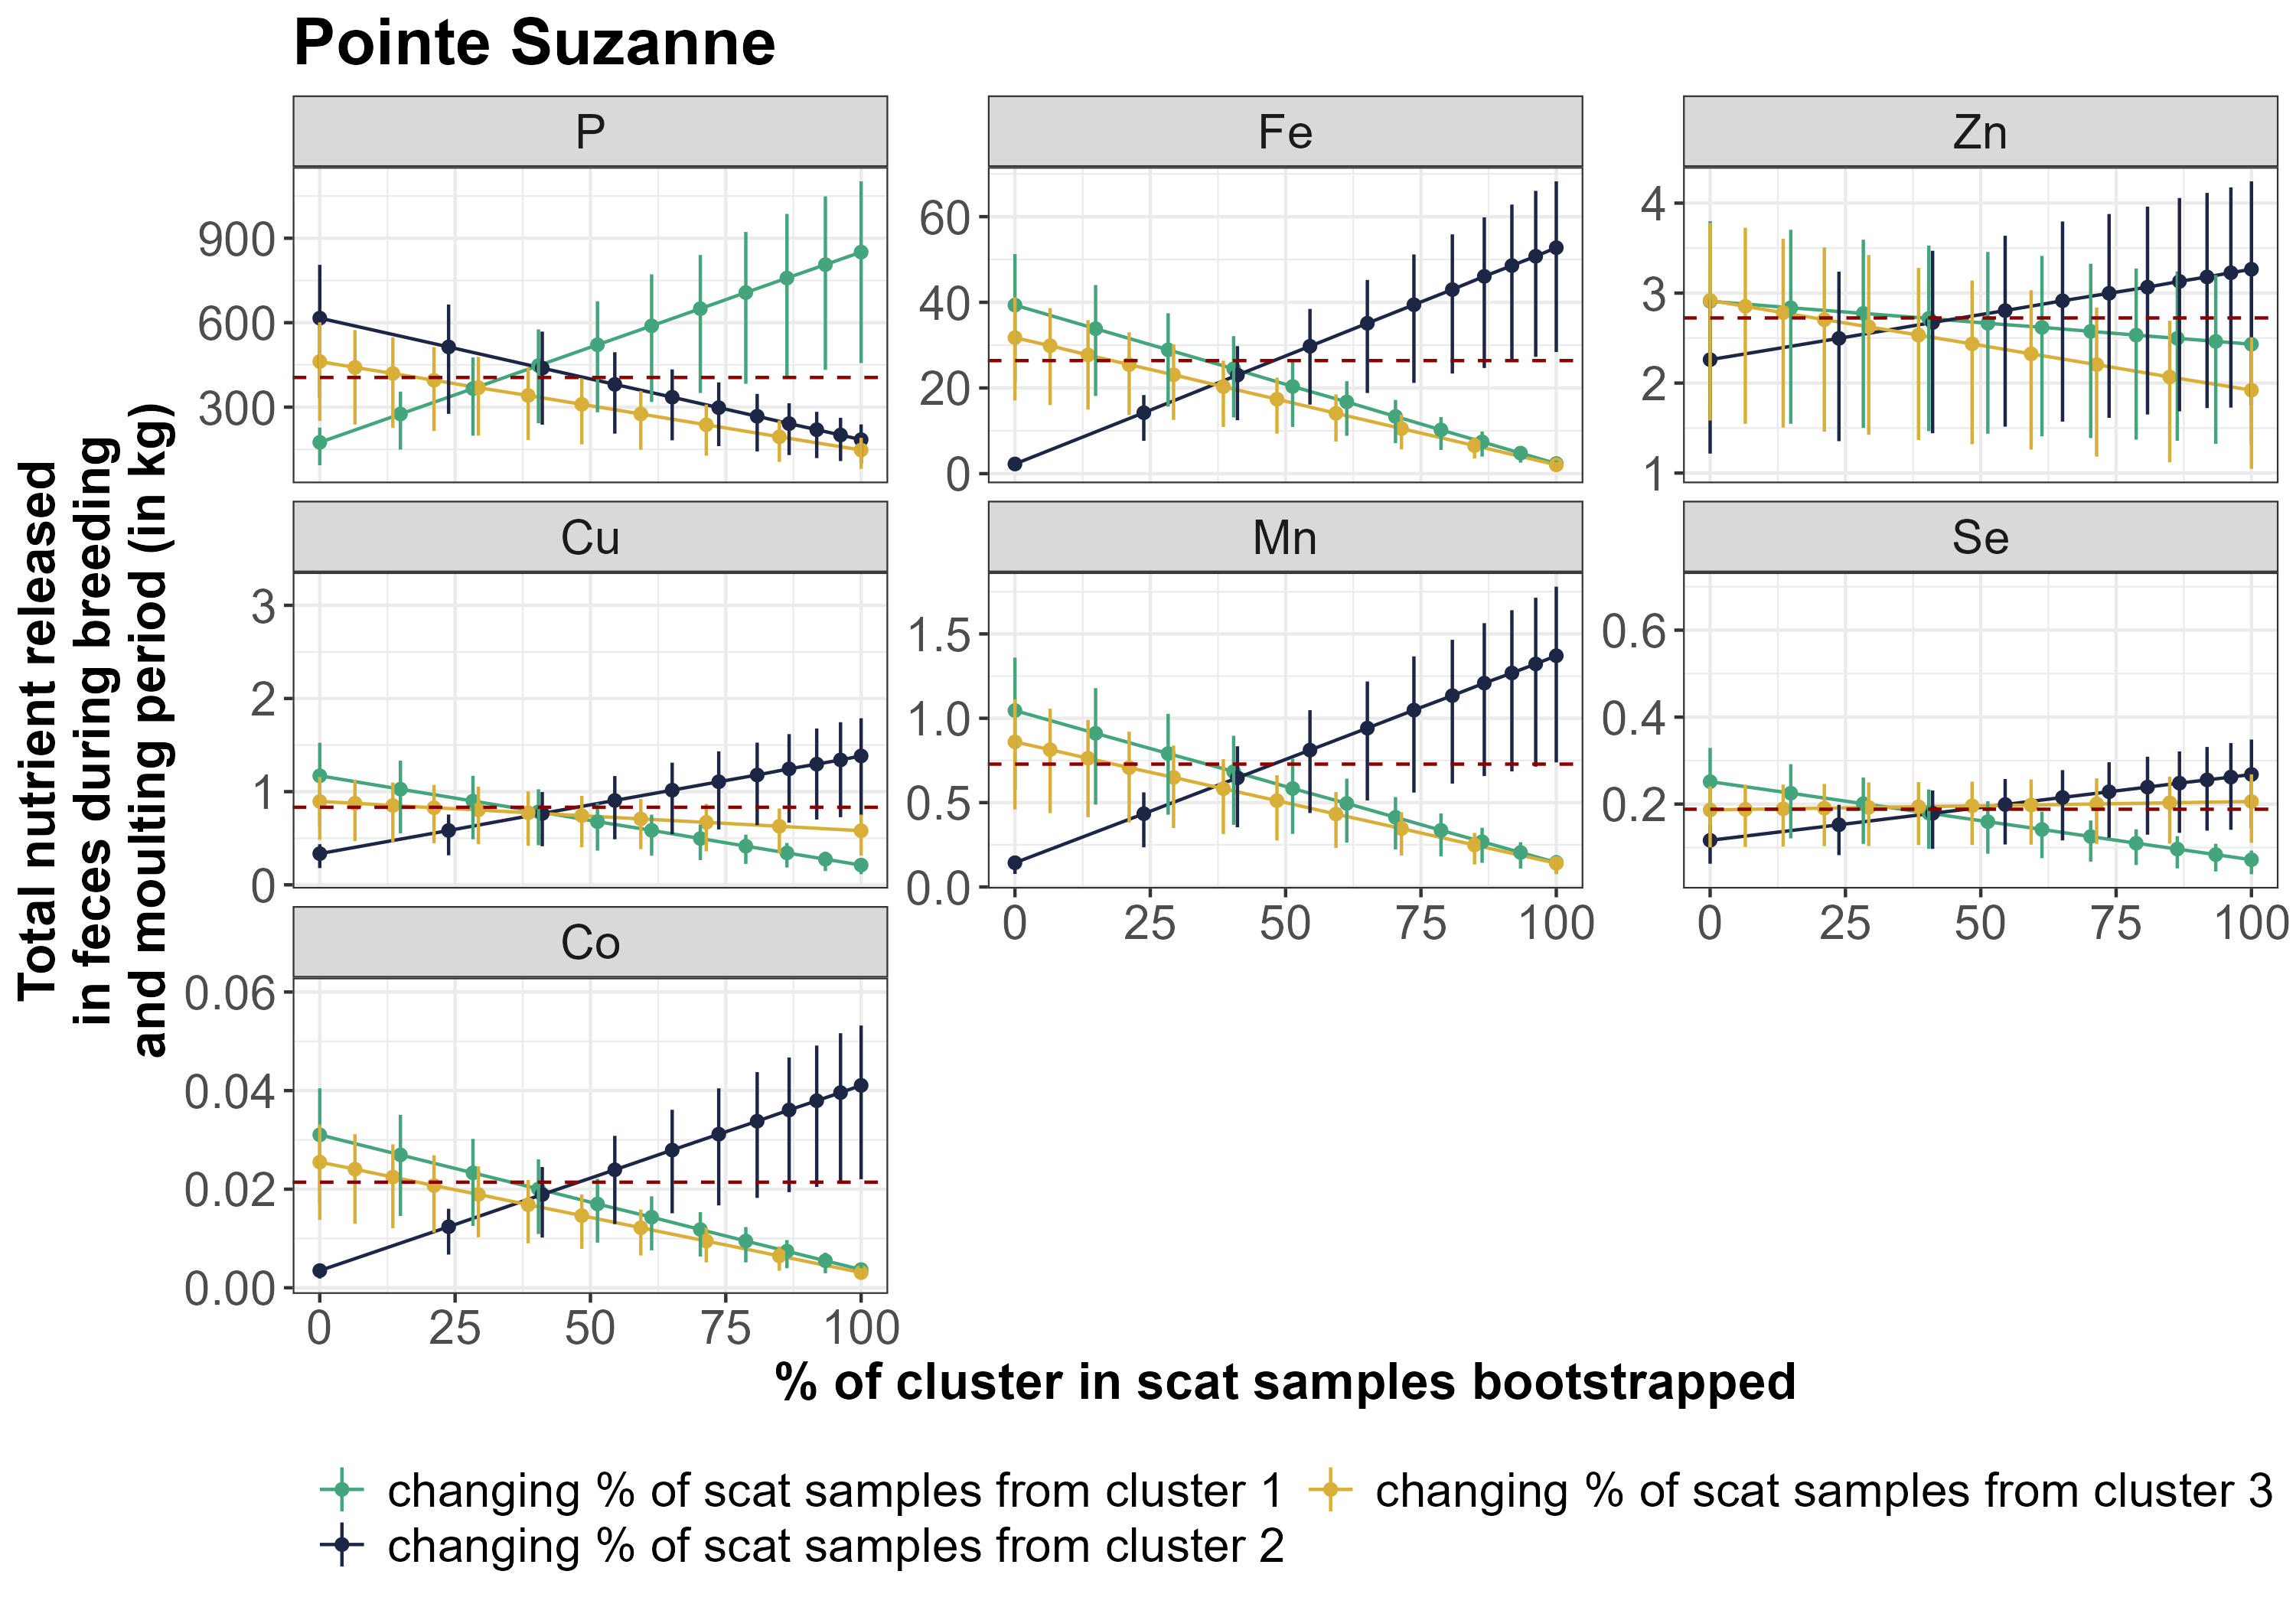 Pointe Suzanne
P
Fe
Zn
900
600
300
60
40
20
0
4
3
2
1
Cu
Mn
Se
3
2
1
0
1.5
1.0
0.5
0.0
0.6
0.4
0.2
0 25 50 75 100
0 25 50 75 100
Co
0.06
0.04
0.02
0.00
0 25 50 75 100
Total nutrient released
in feces during breeding
and moulting period (in kg)
% of cluster in scat samples bootstrapped
changing % of scat samples from cluster 1
changing % of scat samples from cluster 3
changing % of scat samples from cluster 2